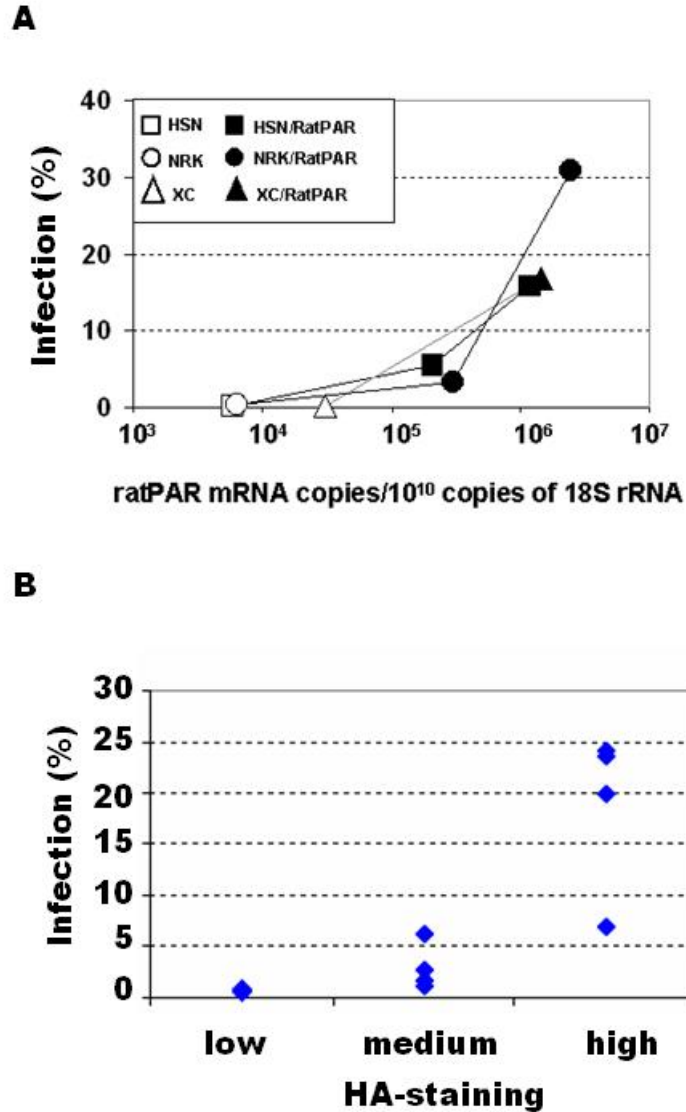 A
40
30
20
10
0
Infection (%)
HSN HSN/RatPAR
NRK NRK/RatPAR
XC XC/RatPAR
10³ 10⁴ 10⁵ 10⁶ 10⁷
ratPAR mRNA copies/10¹⁰ copies of 18S rRNA
B
30
25
20
15
10
5
0
Infection (%)
low medium high
HA-staining